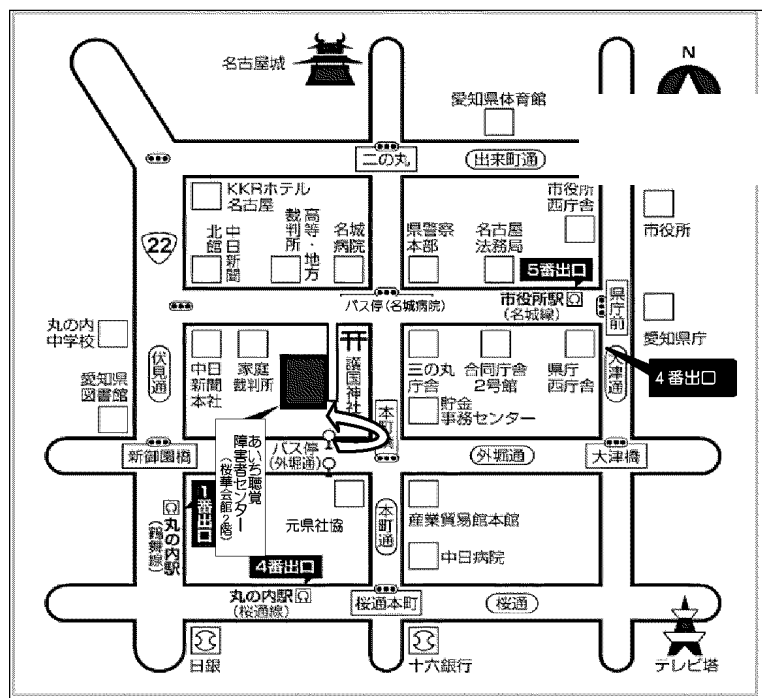 N
名古屋城
愛知県体育館
二の丸
出来町通
KKRホテル
名古屋
市役所
西庁舎
市役所
中日新聞
北館
高等・地方
裁判所
名城
病院
県警察
本部
名古屋
法務局
22
5番出口
バス停(名城病院)
市役所駅
(名城線)
県庁前
愛知県庁
丸の内
中学校
伏見通
中日
新聞
本社
家庭
裁判所
護国神社
三の丸
庁舎
合同庁舎
2号館
県庁
西庁舎
大津通
4番出口
愛知県
図書館
貯金
事務センター
新御園橋
あいち聴覚
障害者センター
(桜華会館2階)
バス停
(外堀通)
外堀通
大津橋
1番出口
丸の内駅
(鶴舞線)
元県社協
本町通
産業貿易館本館
中日病院
4番出口
丸の内駅
(桜通線)
桜通本町
桜通
日銀
十六銀行
テレビ塔